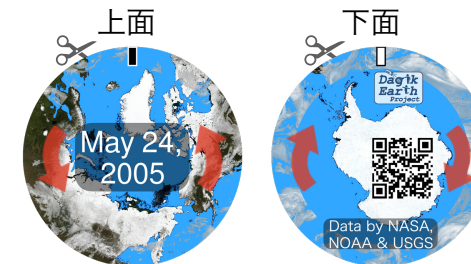 上面
下面
May 24,
2005
Dagik
Earth
Project
Data by NASA,
NOAA & USGS